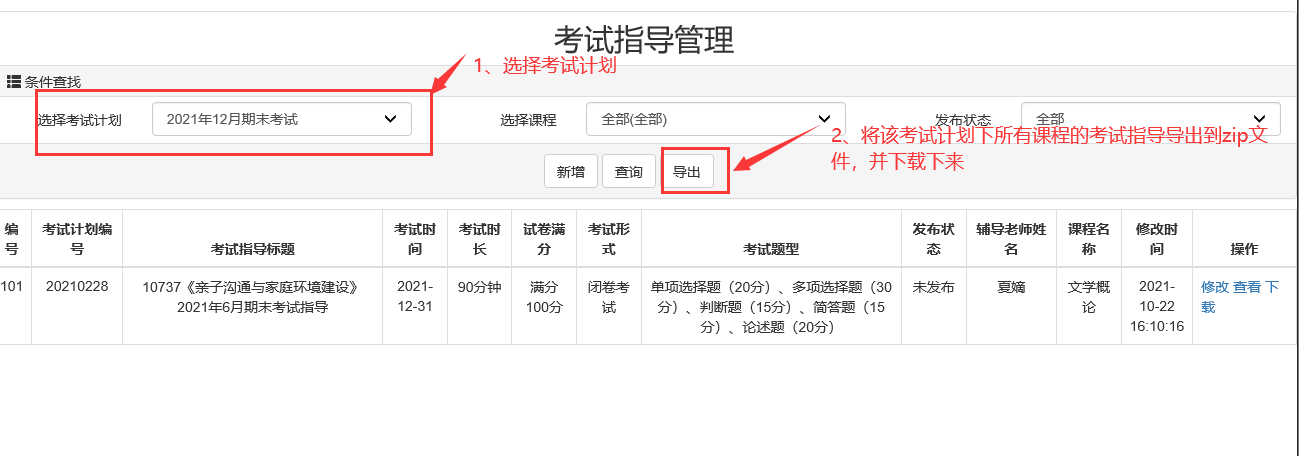 考试指导管理
1、选择考试计划
条件查找
选择考试计划 2021年12月期末考试 选择课程 全部(全部) 发布状态 全部
2、将该考试计划下所有课程的考试指导导出到zip文
件，并下载下来
新增 查询 导出
编号 考试计划编号 考试指导标题 考试时间 考试时长 试卷满分 考试形式 考试题型 发布状态 辅导老师姓名 课程名称 修改时间 操作
101 20210228 10737《亲子沟通与家庭环境建设》 2021- 90分钟 满分 闭卷考 单项选择题（20分）、多项选择题（30 未发布 夏嫡 文学概 2021- 修改 查看 下
2021年6月期末考试指导 12-31 100分 试 分）、判断题（15分）、简答题（15 论 10-22 载
分）、论述题（20分） 16:10:16